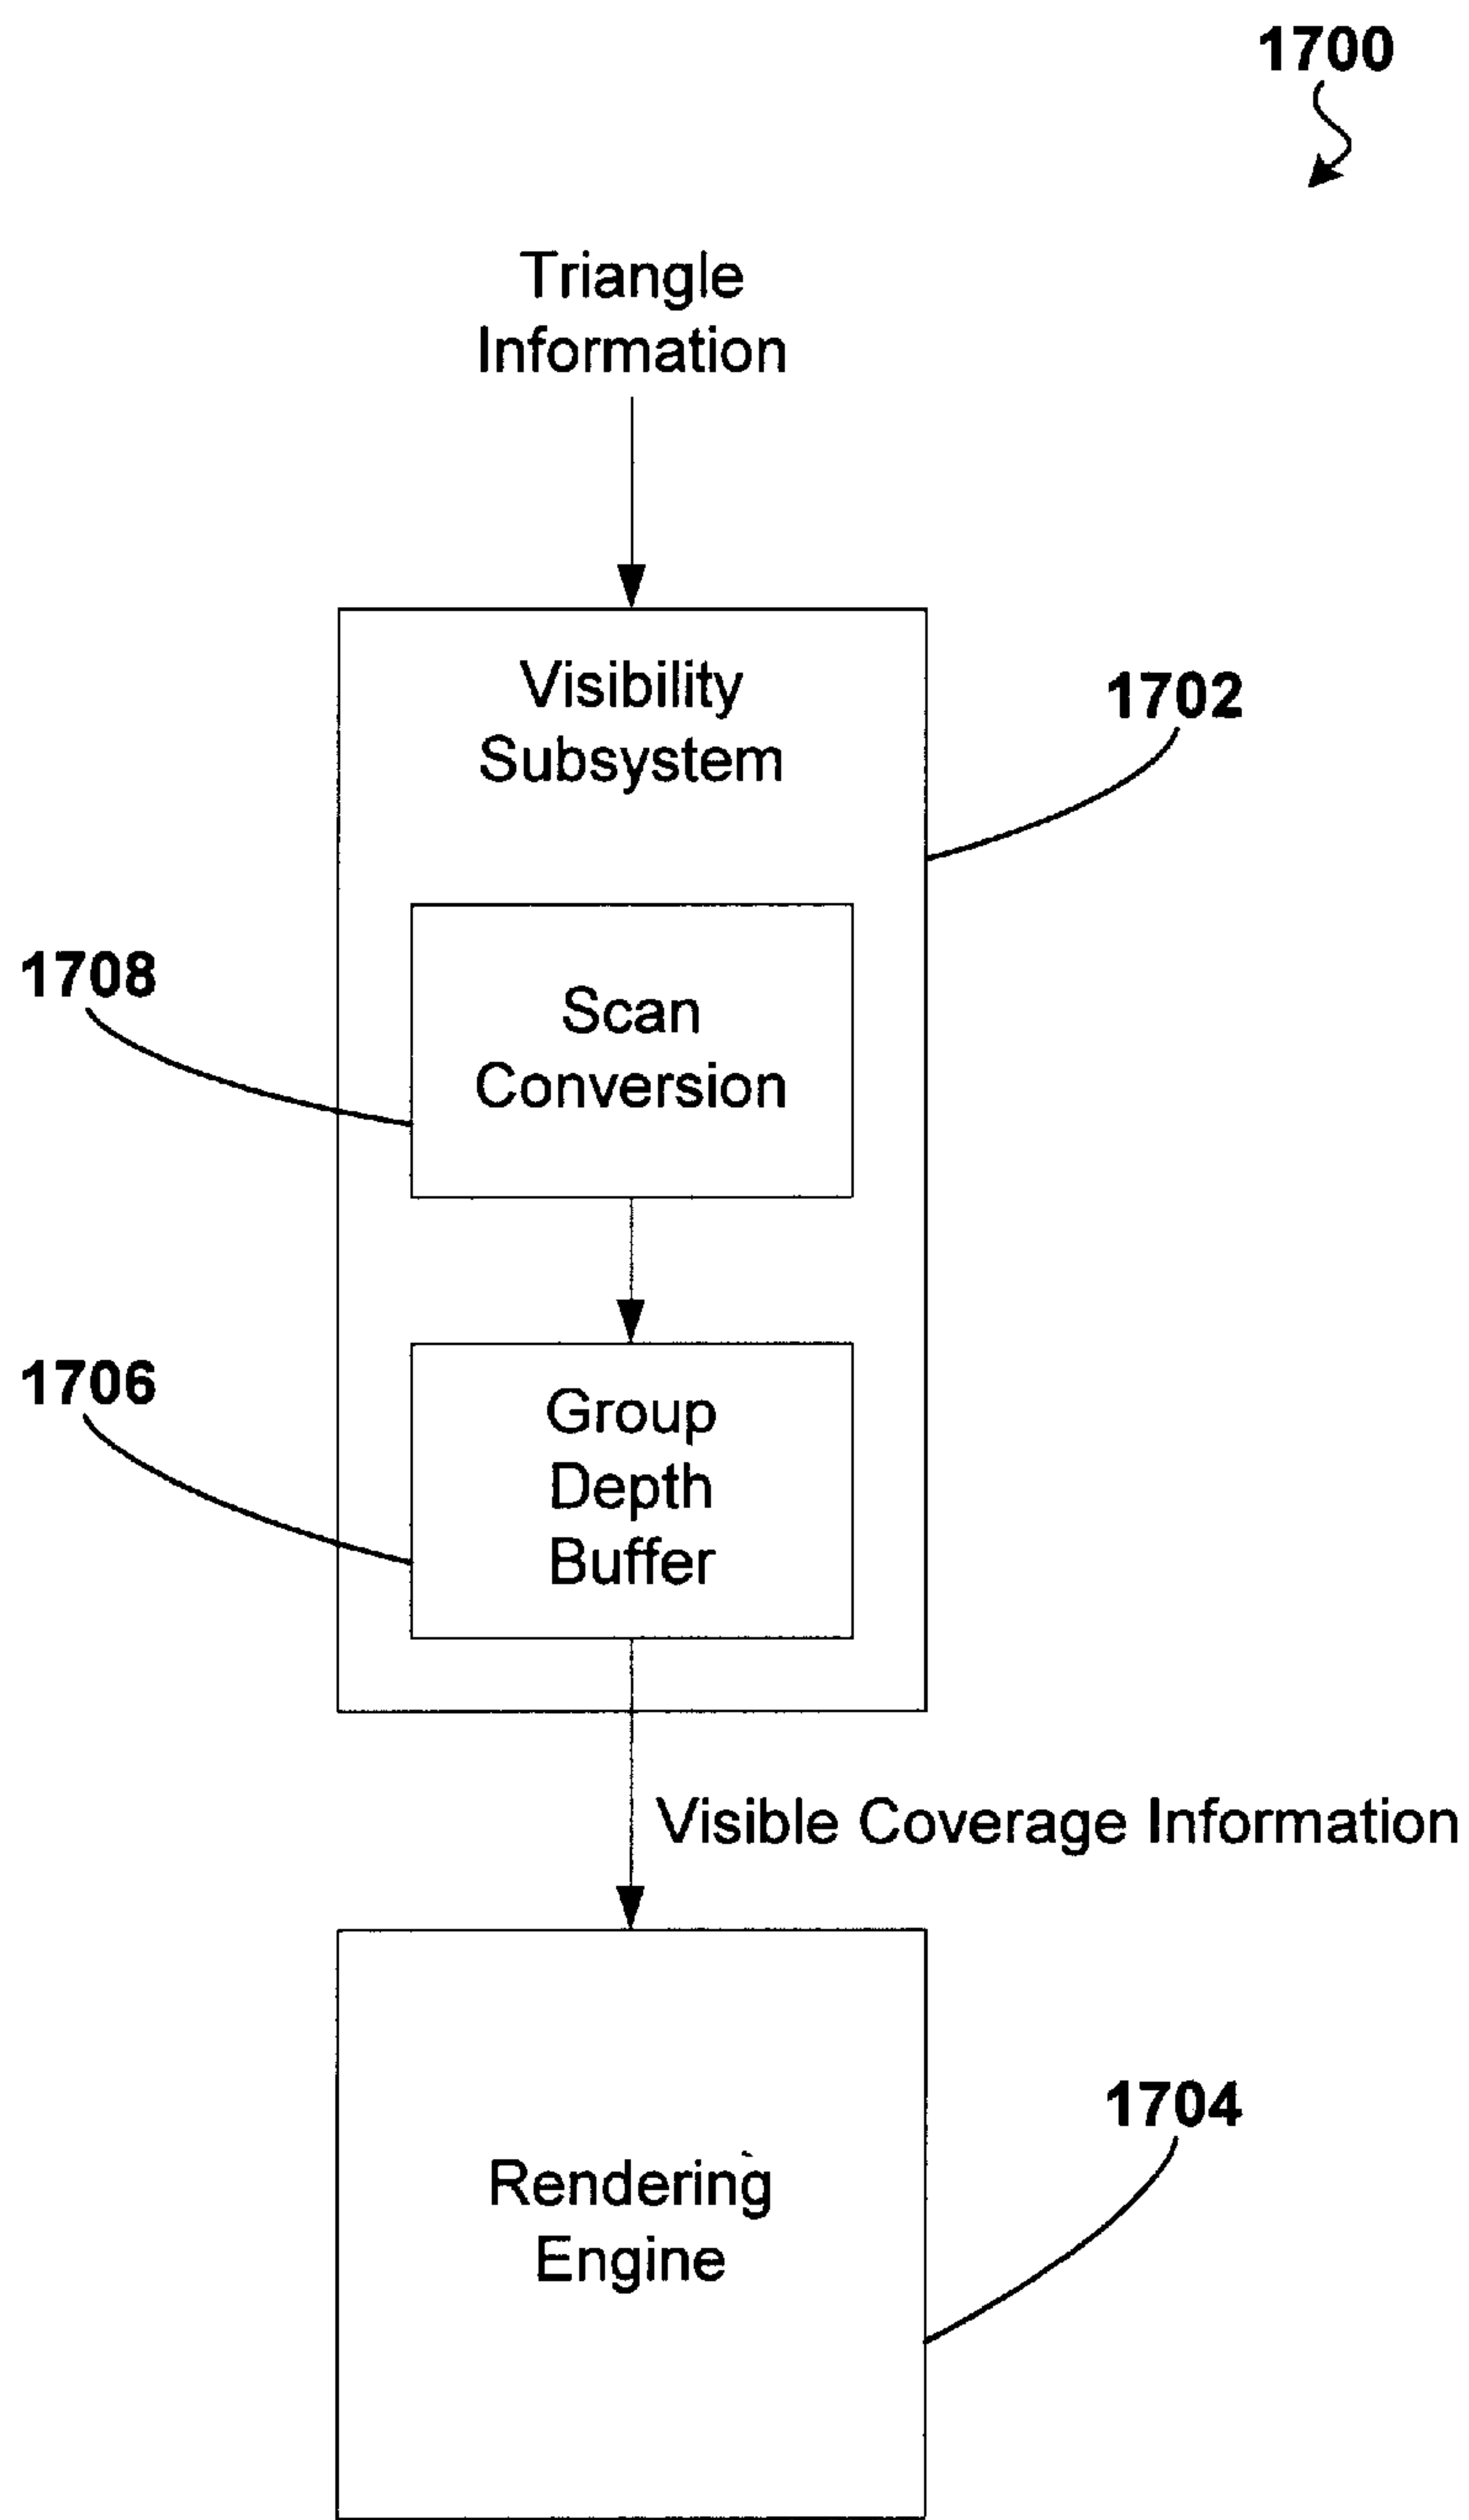 1700
Triangle
Information
Visibility
Subsystem
1702
1708
Scan
Conversion
1706
Group
Depth
Buffer
Visible Coverage Information
1704
Rendering
Engine